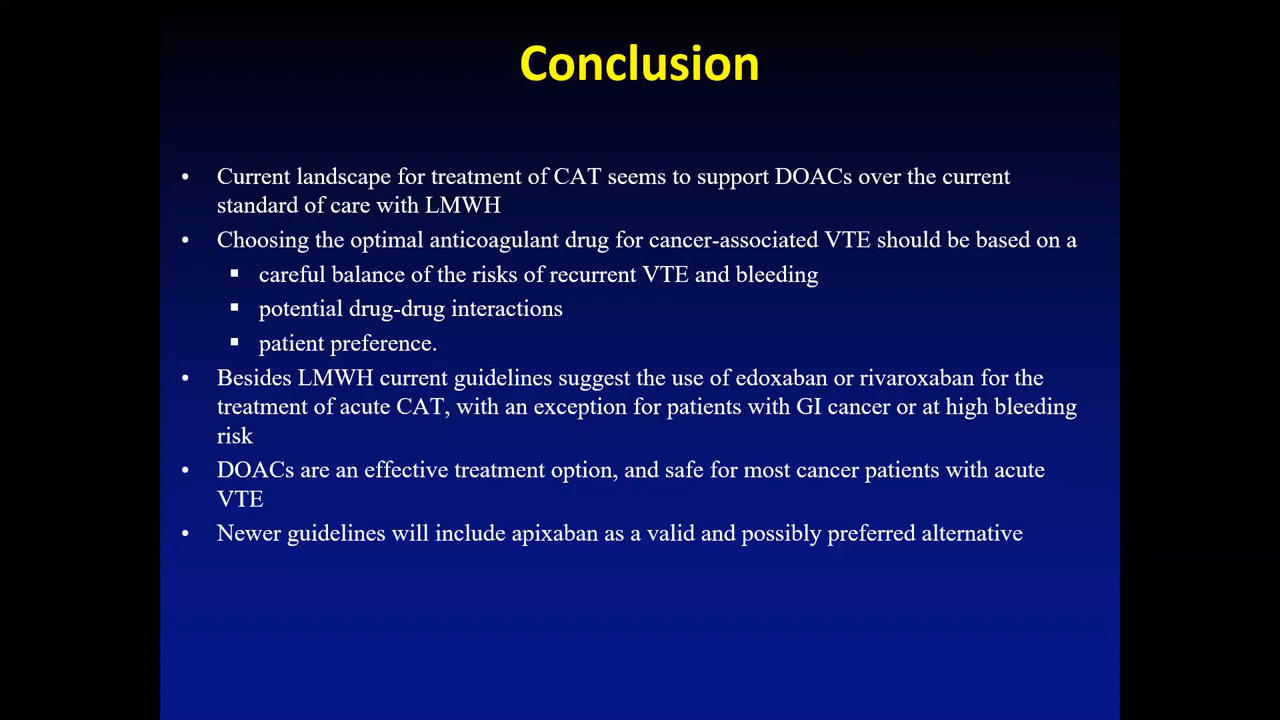 Conclusion
• Current landscape for treatment of CAT seems to support DOACs over the current
standard of care with LMWH
• Choosing the optimal anticoagulant drug for cancer-associated VTE should be based on a
▪ careful balance of the risks of recurrent VTE and bleeding
▪ potential drug-drug interactions
▪ patient preference.
• Besides LMWH current guidelines suggest the use of edoxaban or rivaroxaban for the
treatment of acute CAT, with an exception for patients with GI cancer or at high bleeding
risk
• DOACs are an effective treatment option, and safe for most cancer patients with acute
VTE
• Newer guidelines will include apixaban as a valid and possibly preferred alternative